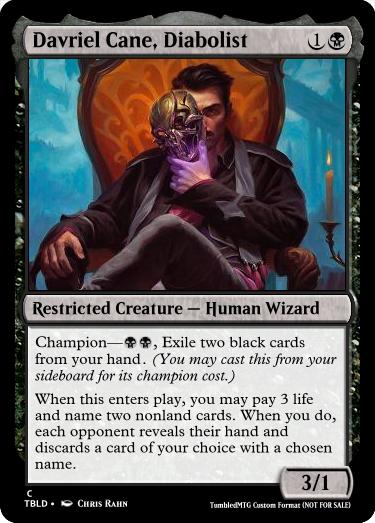 Davriel Cane, Diabolist 1
Restricted Creature — Human Wizard
Champion—, Exile two black cards
from your hand. (You may cast this from your
sideboard for its champion cost.)
When this enters play, you may pay 3 life
and name two nonland cards. When you do,
each opponent reveals their hand and
discards a card of your choice with a chosen
name.
3/1
C
TBLD • Chris Rahn
TumbledMTG Custom Format (NOT FOR SALE)